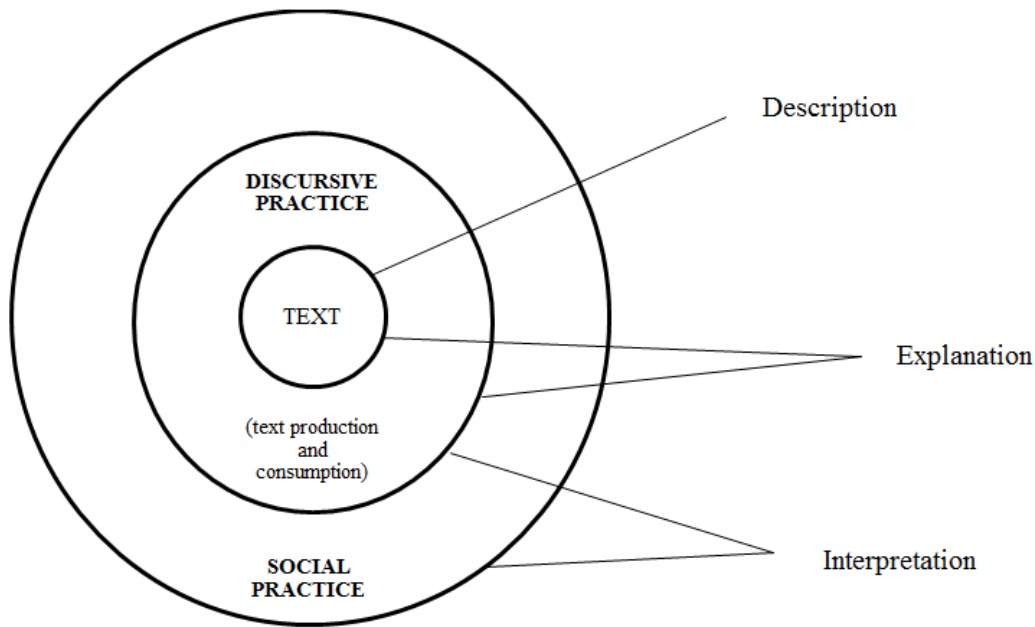 Description
DISCURSIVE
PRACTICE
TEXT
Explanation
(text production
and
consumption)
Interpretation
SOCIAL
PRACTICE